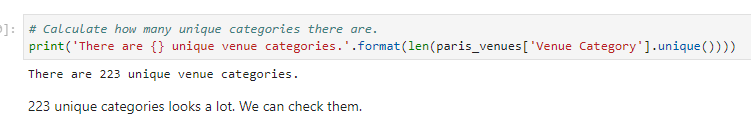 ]: # Calculate how many unique categories there are.
print('There are {} unique venue categories.'.format(len(paris_venues['Venue Category'].unique())))
There are 223 unique venue categories.
223 unique categories looks a lot. We can check them.